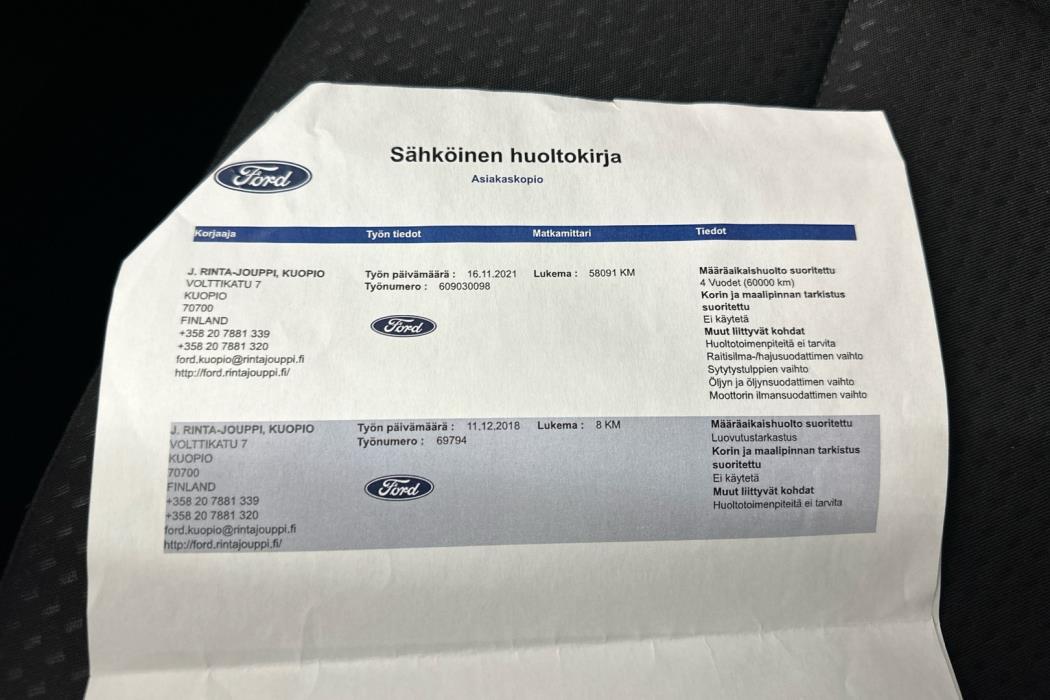 Sähköinen huoltokirja
Ford
Asiakaskopio
Korjaaja Työn tiedot Matkamittari Tiedot
J. RINTA-JOUPPI, KUOPIO
VOLTTIKATU 7
KUOPIO
70700
FINLAND
+358 20 7881 339
+358 20 7881 320
ford.kuopio@rintajouppi.fi
http://ford.rintajouppi.fi/
Työn päivämäärä : 16.11.2021 Lukema : 58091 KM
Työnumero : 609030098
Ford
Määräaikaishuolto suoritettu
4 Vuodet (60000 km)
Korin ja maalipinnan tarkistus
suoritettu
Ei käytetä
Muut liittyvät kohdat
Huoltotoimenpiteitä ei tarvita
Raitisilma-/hajusuodattimen vaihto
Sytytystulppien vaihto
Öljyn ja öljynsuodattimen vaihto
Moottorin ilmansuodattimen vaihto
J. RINTA-JOUPPI, KUOPIO
VOLTTIKATU 7
KUOPIO
70700
FINLAND
+358 20 7881 339
+358 20 7881 320
ford.kuopio@rintajouppi.fi
http://ford.rintajouppi.fi/
Työn päivämäärä : 11.12.2018 Lukema : 8 KM
Työnumero : 69794
Ford
Määräaikaishuolto suoritettu
Luovutustarkastus
Korin ja maalipinnan tarkistus
suoritettu
Ei käytetä
Muut liittyvät kohdat
Huoltotoimenpiteitä ei tarvita